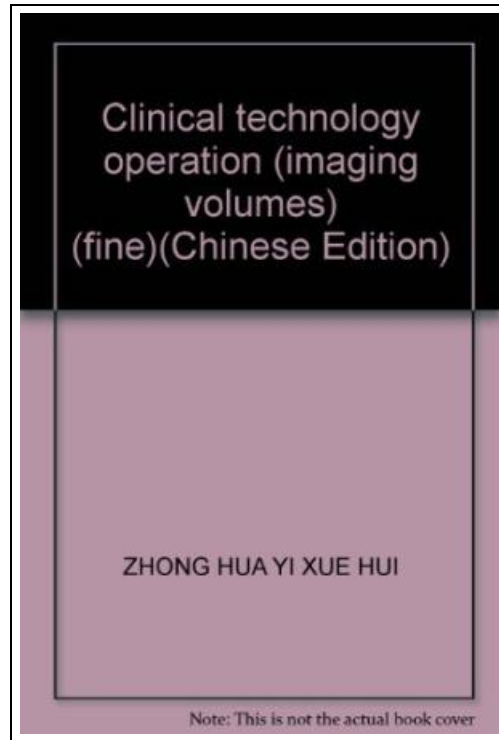 Clinical technology
operation (imaging
volumes)
(fine)(Chinese Edition)
ZHONG HUA YI XUE HUI
Note: This is not the actual book cover